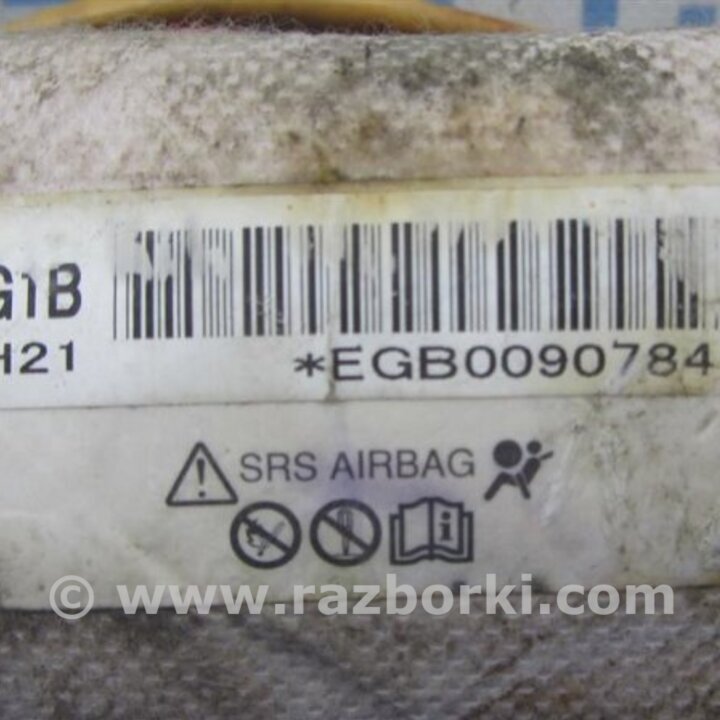 G1B
H21
*EGB0090784
SRS AIRBAG
© www.razborki.com